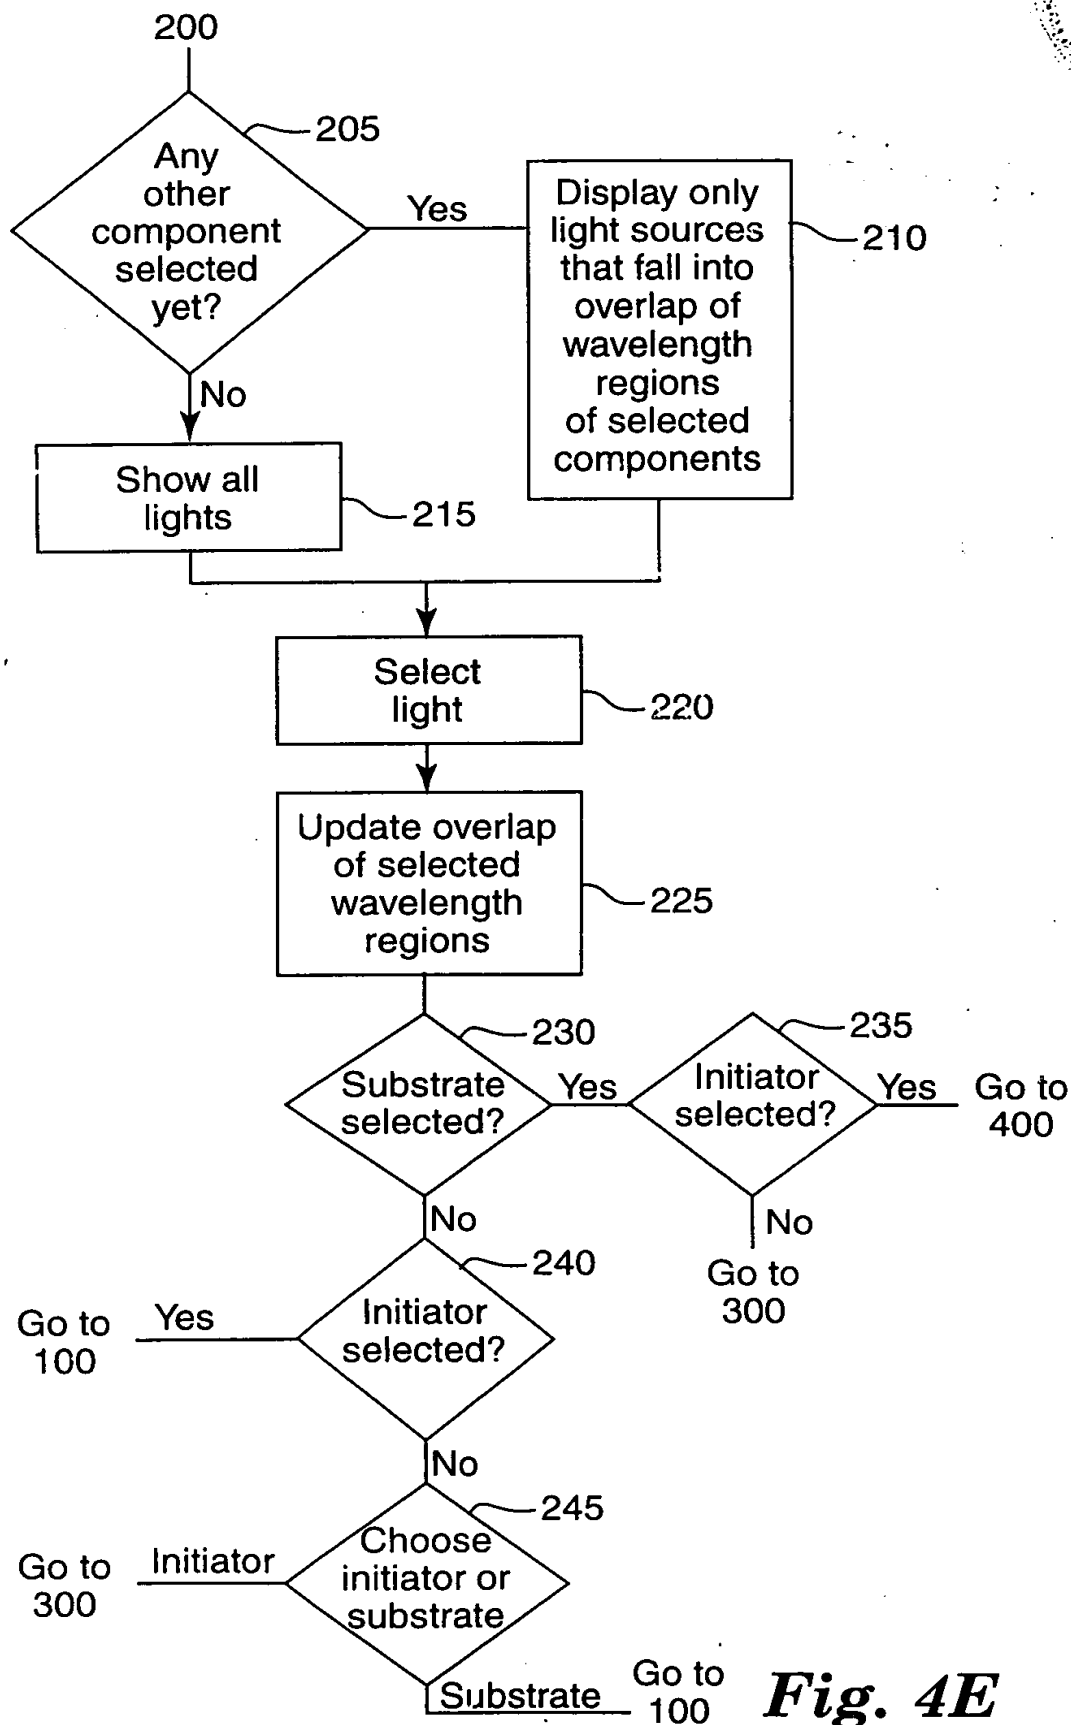 200
205
Any
other
component
selected
yet?
Yes
Display only
light sources
that fall into
overlap of
wavelength
regions
of selected
components
210
No
Show all
lights
215
Select
light
220
Update overlap
of selected
wavelength
regions
225
230
Substrate
selected?
Yes
235
Initiator
selected?
Yes
Go to
400
No
Go to
300
No
240
Initiator
selected?
Yes
Go to
100
No
245
Choose
initiator or
substrate
Initiator
Go to
300
Substrate
Go to
100
Fig. 4E